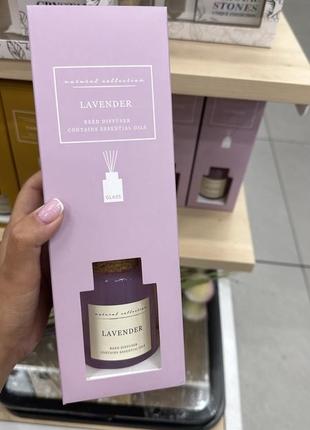 STONES
natural collection
LAVENDER
REED DIFFUSER
CONTAINS ESSENTIAL OILS
GLASS
natural collection
LAVENDER
REED DIFFUSER
CONTAINS ESSENTIAL OILS